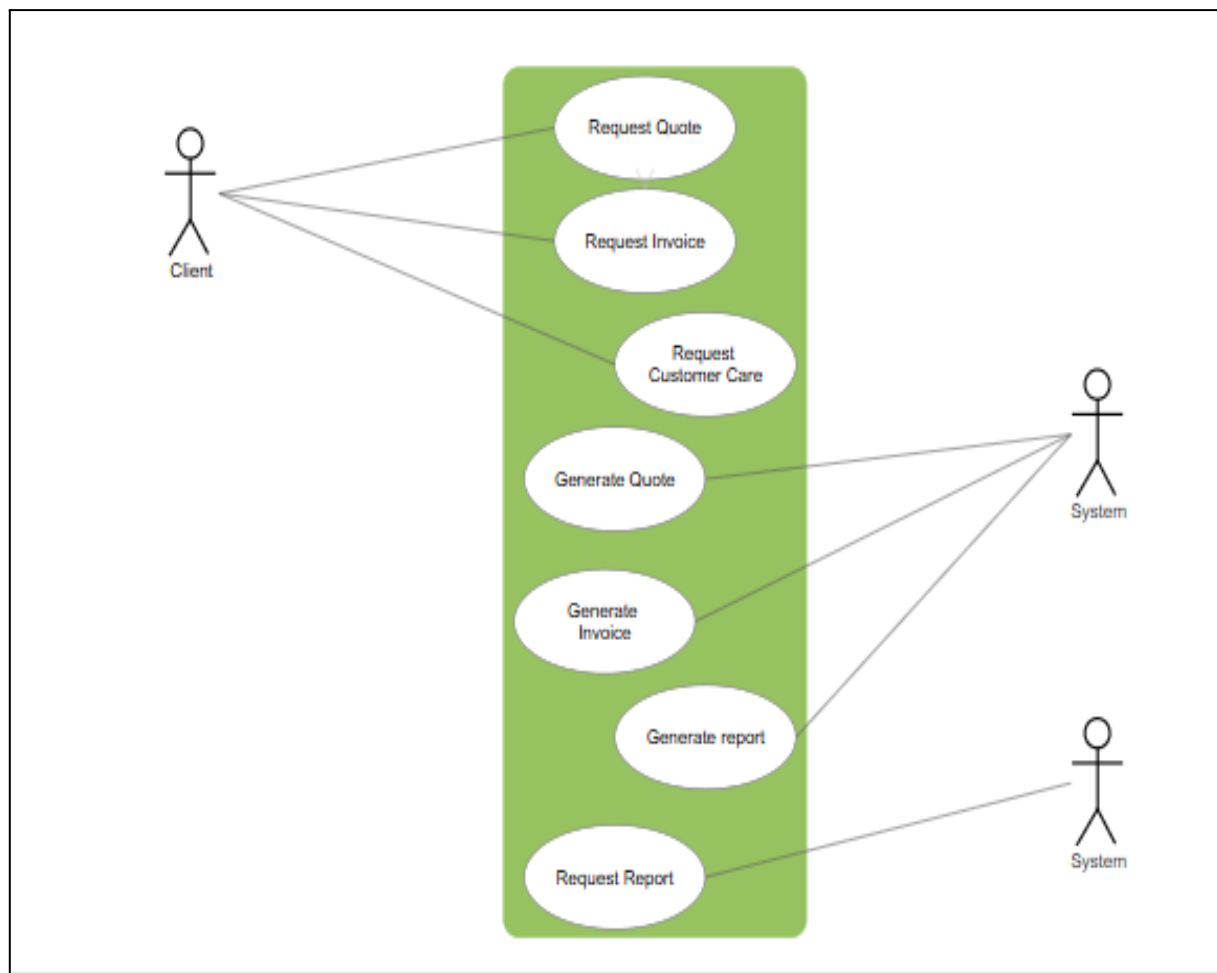 Request Quote
Client
Request Invoice
Request
Customer Care
Generate Quote
System
Generate
Invoice
Generate report
Request Report
System